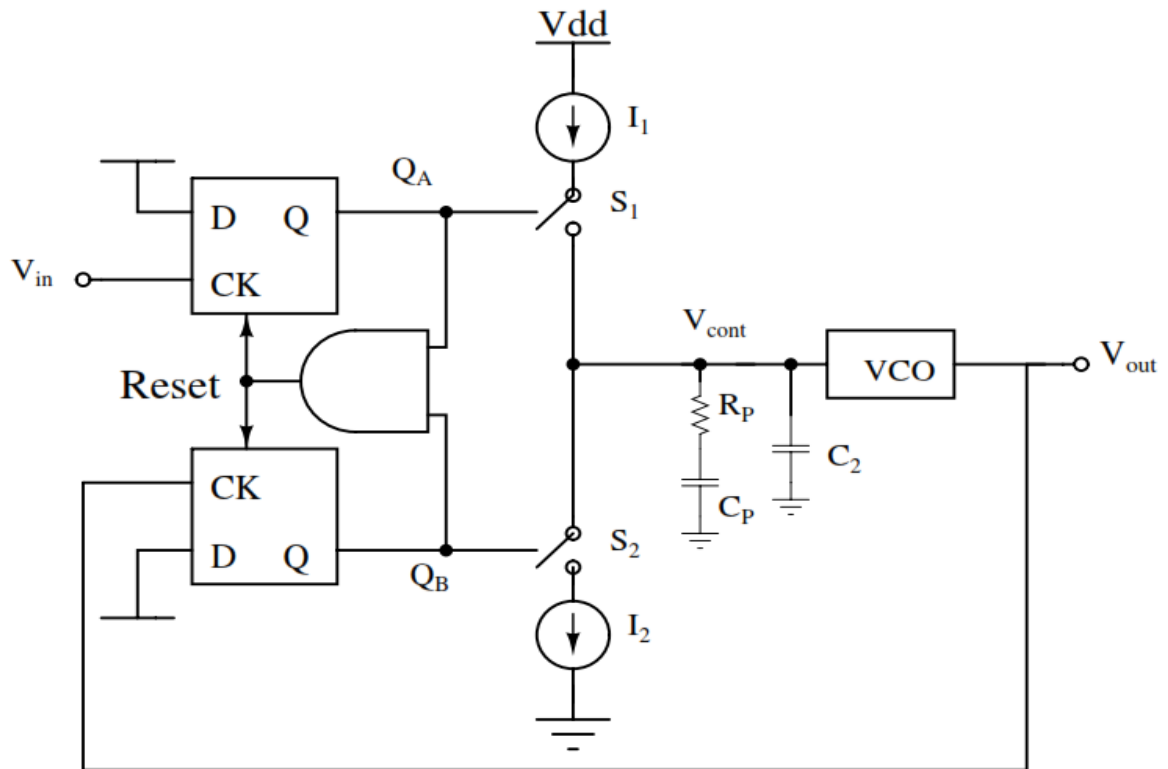 Vdd
I1
QA
S1
D Q
Vin
CK
Vcont
Reset
VCO
Vout
RP
C2
CP
CK
D Q
QB
S2
I2